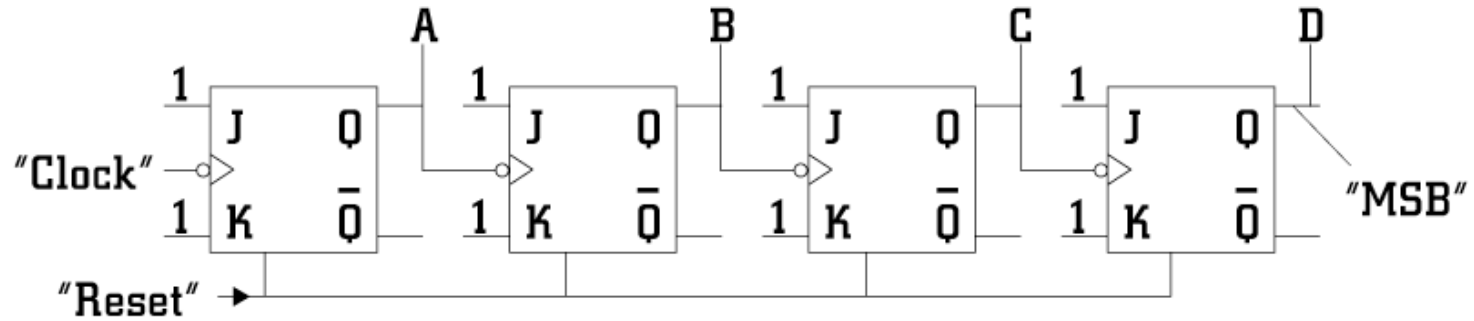 A B C D
1 1 1 1
J Q J Q J Q J Q
"Clock"
"MSB"
1 K Q̅ 1 K Q̅ 1 K Q̅ 1 K Q̅
"Reset"